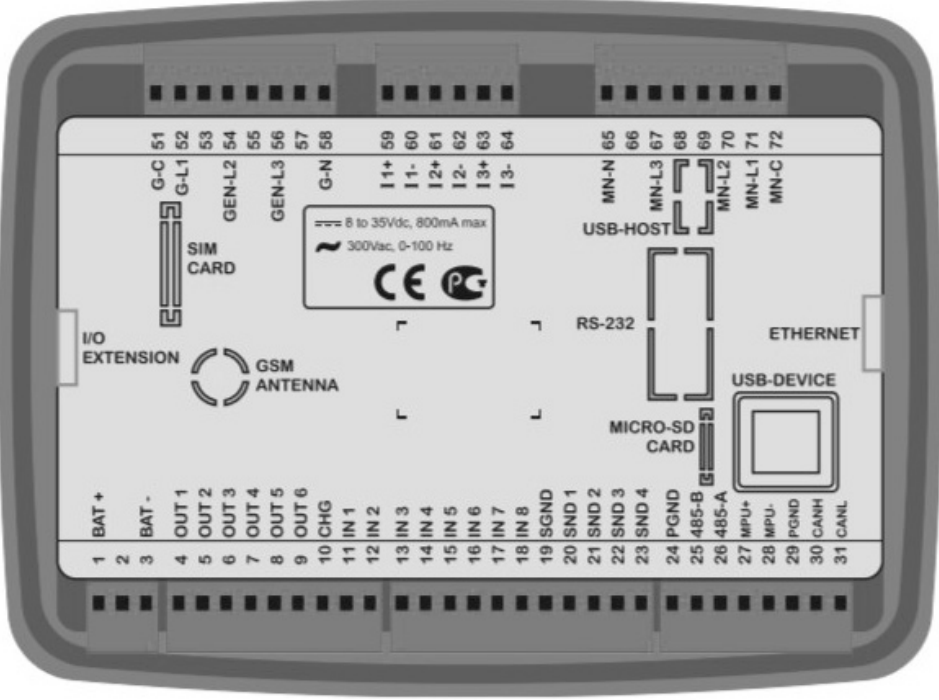 51 52 53 54 55 56 57 58 59 60 61 62 63 64 65 66 67 68 69 70 71 72
G-C G-L1 GEN-L2 GEN-L3 G-N I1+ I1- I2+ I2- I3+ I3- MN-N MN-L3 MN-L2 MN-L1 MN-C
6 to 35Vdc, 800mA max
300Vac, 0-100 Hz
CE
USB-HOST
SIM
CARD
RS-232
ETHERNET
I/O
EXTENSION
GSM
ANTENNA
USB-DEVICE
MICRO-SD
CARD
BAT + BAT - OUT 1 OUT 2 OUT 3 OUT 4 OUT 5 OUT 6 CHG IN 1 IN 2 IN 3 IN 4 IN 5 IN 6 IN 7 IN 8 SGND SND 1 SND 2 SND 3 SND 4 PGND 485-B 485-A MPU+ MPU- PGND CANH CANL
1 2 3 4 5 6 7 8 9 10 11 12 13 14 15 16 17 18 19 20 21 22 23 24 25 26 27 28 29 30 31